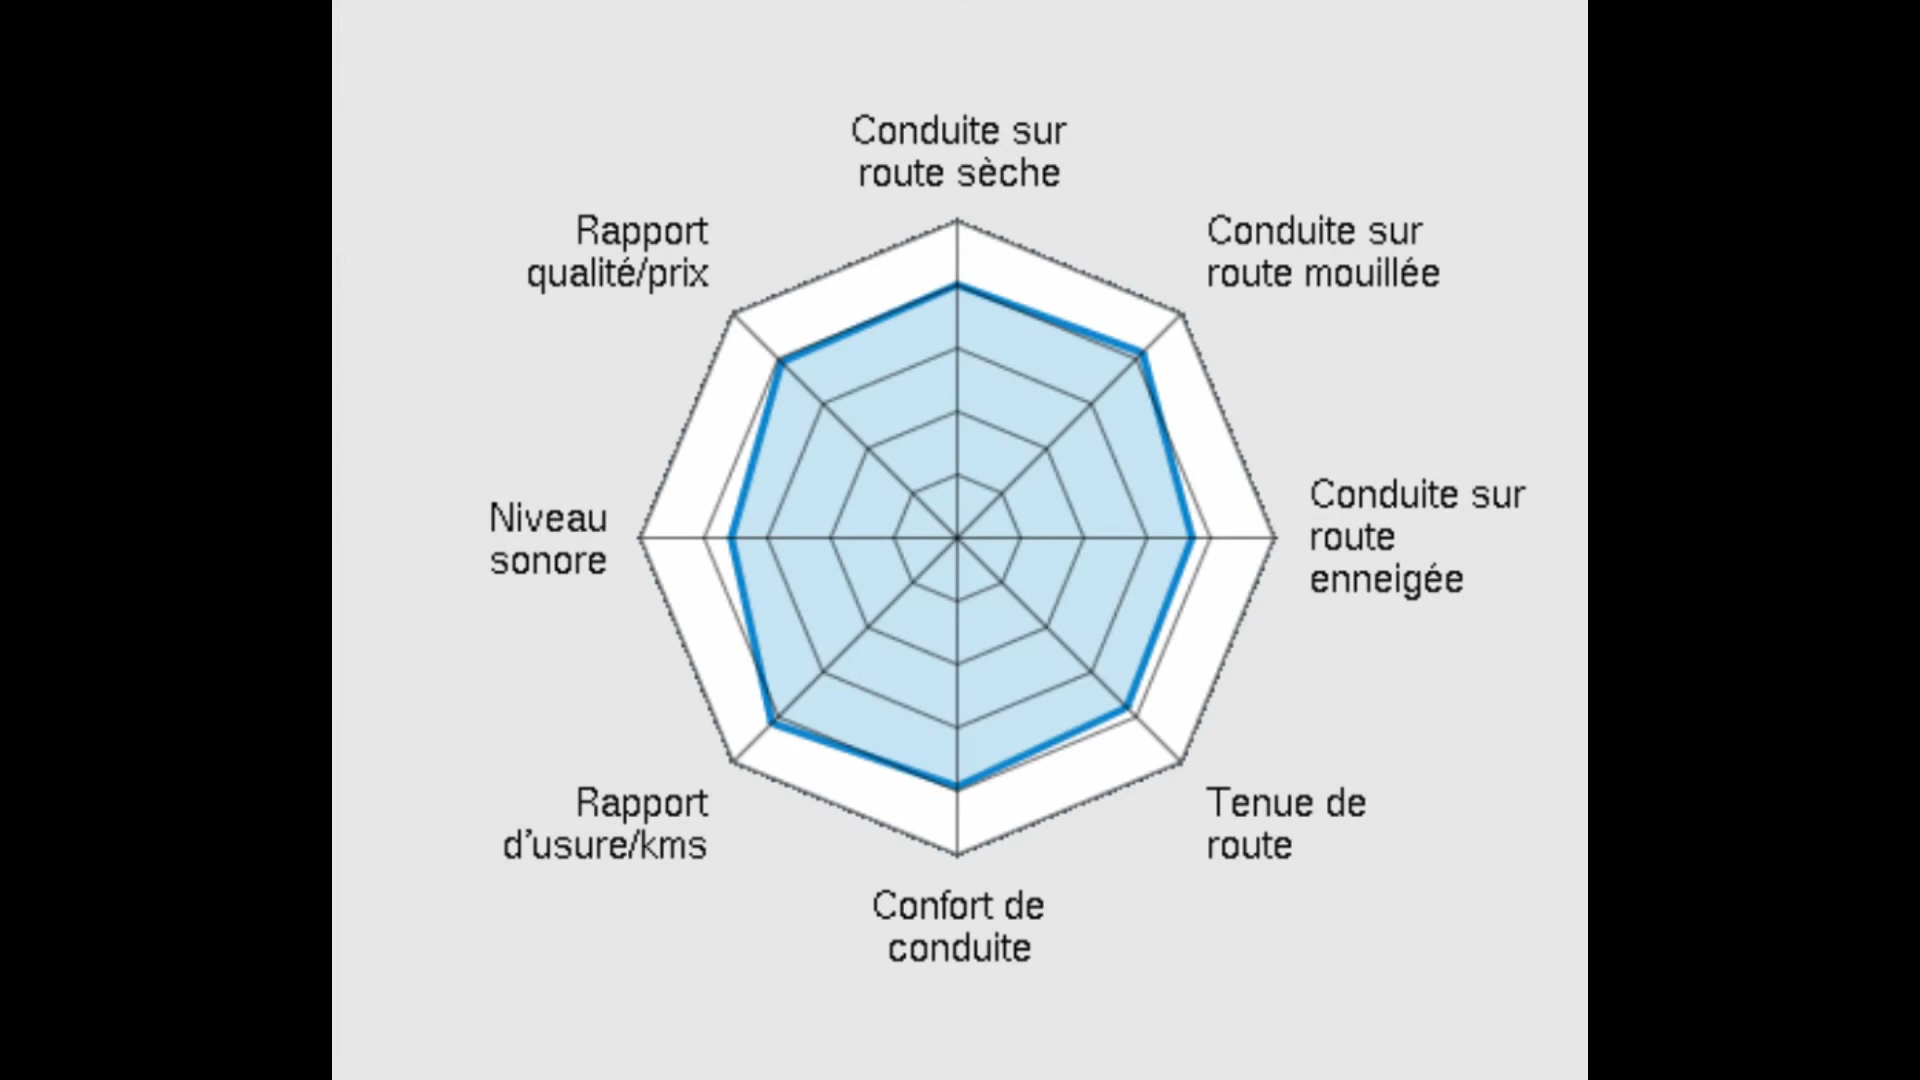 Conduite sur
route sèche
Rapport
qualité/prix
Conduite sur
route mouillée
Niveau
sonore
Conduite sur
route
enneigée
Rapport
d'usure/kms
Tenue de
route
Confort de
conduite